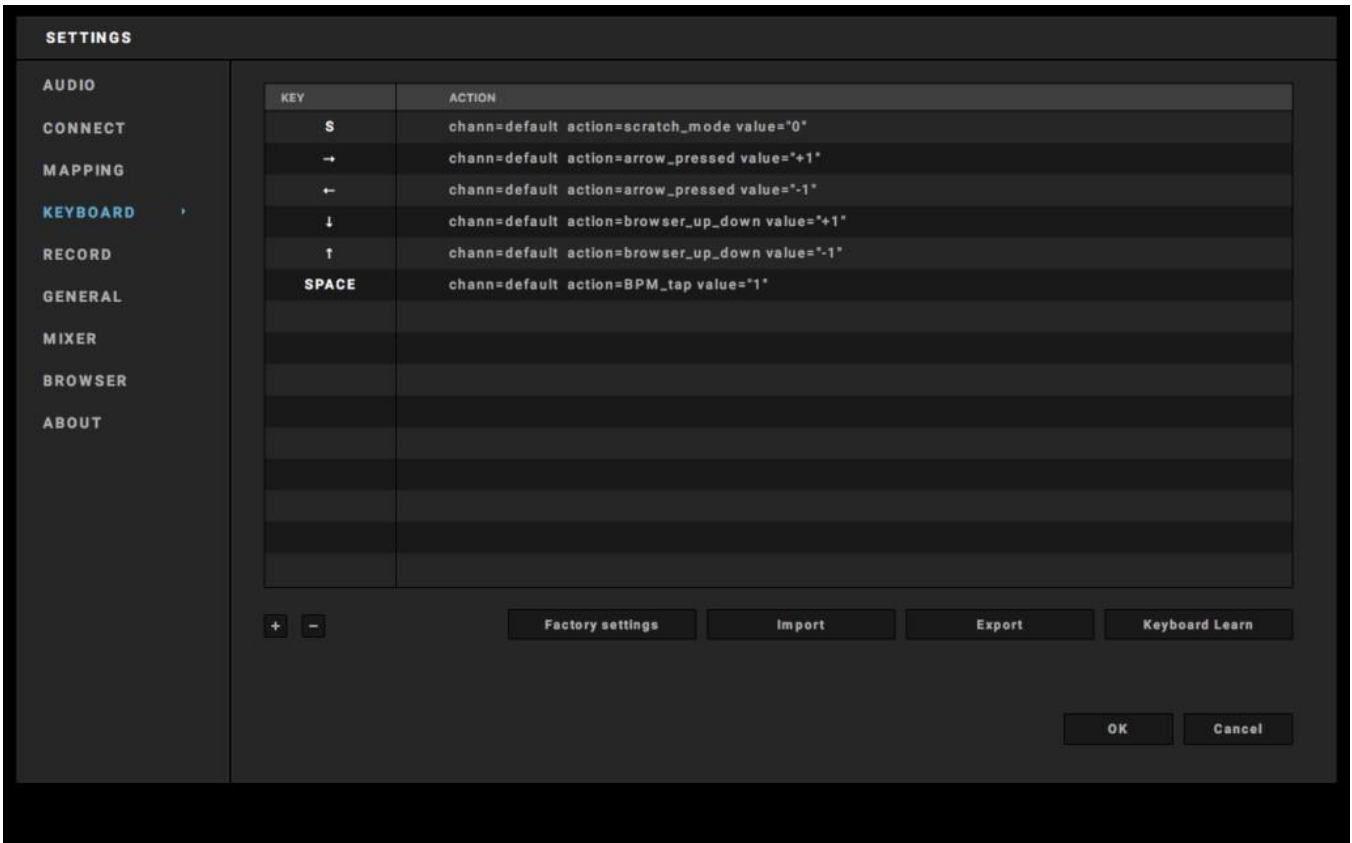 SETTINGS
AUDIO
CONNECT
MAPPING
KEYBOARD
RECORD
GENERAL
MIXER
BROWSER
ABOUT
KEY ACTION
S chann=default action=scratch_mode value="0"
→ chann=default action=arrow_pressed value="+1"
← chann=default action=arrow_pressed value="-1"
↓ chann=default action=browser_up_down value="+1"
↑ chann=default action=browser_up_down value="-1"
SPACE chann=default action=BPM_tap value="1"
+ − Factory settings Import Export Keyboard Learn
OK Cancel